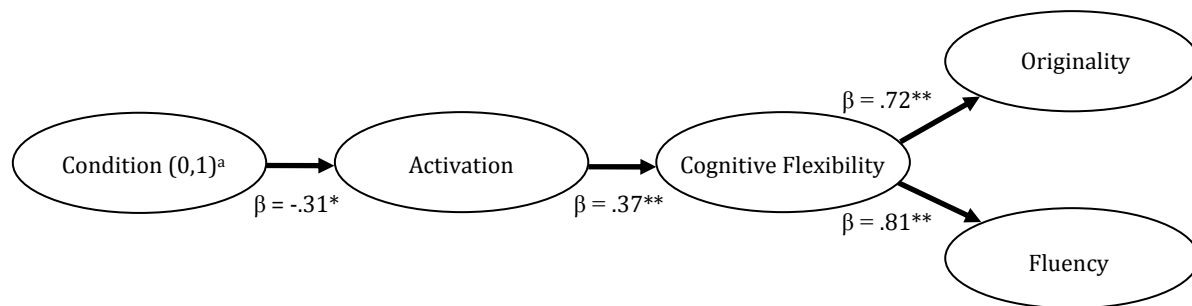 Originality
β = .72**
Condition (0,1)ᵃ
Activation
Cognitive Flexibility
β = -.31*
β = .37**
β = .81**
Fluency